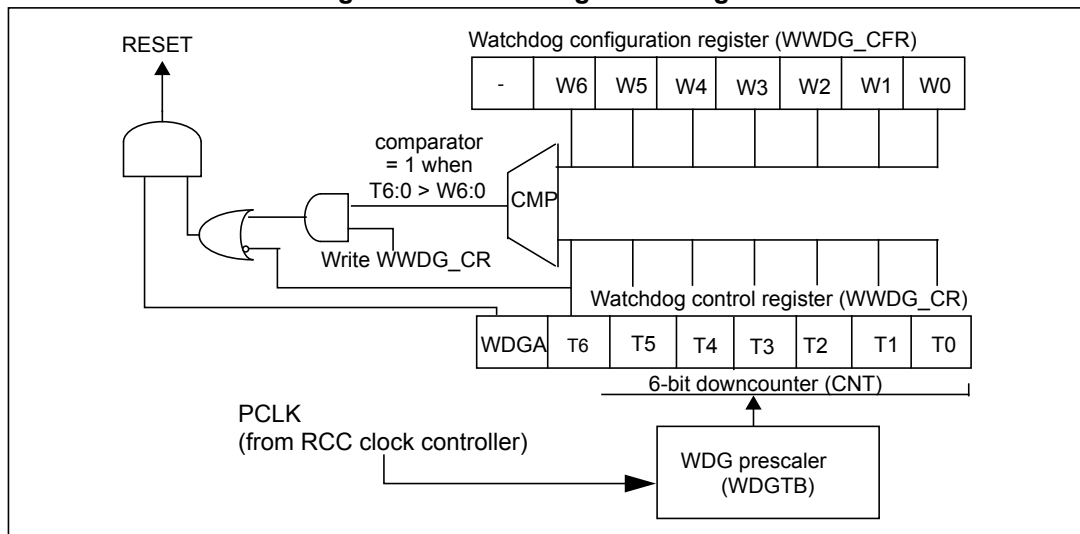 RESET
Watchdog configuration register (WWDG_CFR)
- W6 W5 W4 W3 W2 W1 W0
comparator
= 1 when
T6:0 > W6:0
CMP
Write WWDG_CR
Watchdog control register (WWDG_CR)
WDGA T6 T5 T4 T3 T2 T1 T0
6-bit downcounter (CNT)
PCLK
(from RCC clock controller)
WDG prescaler
(WDGTB)